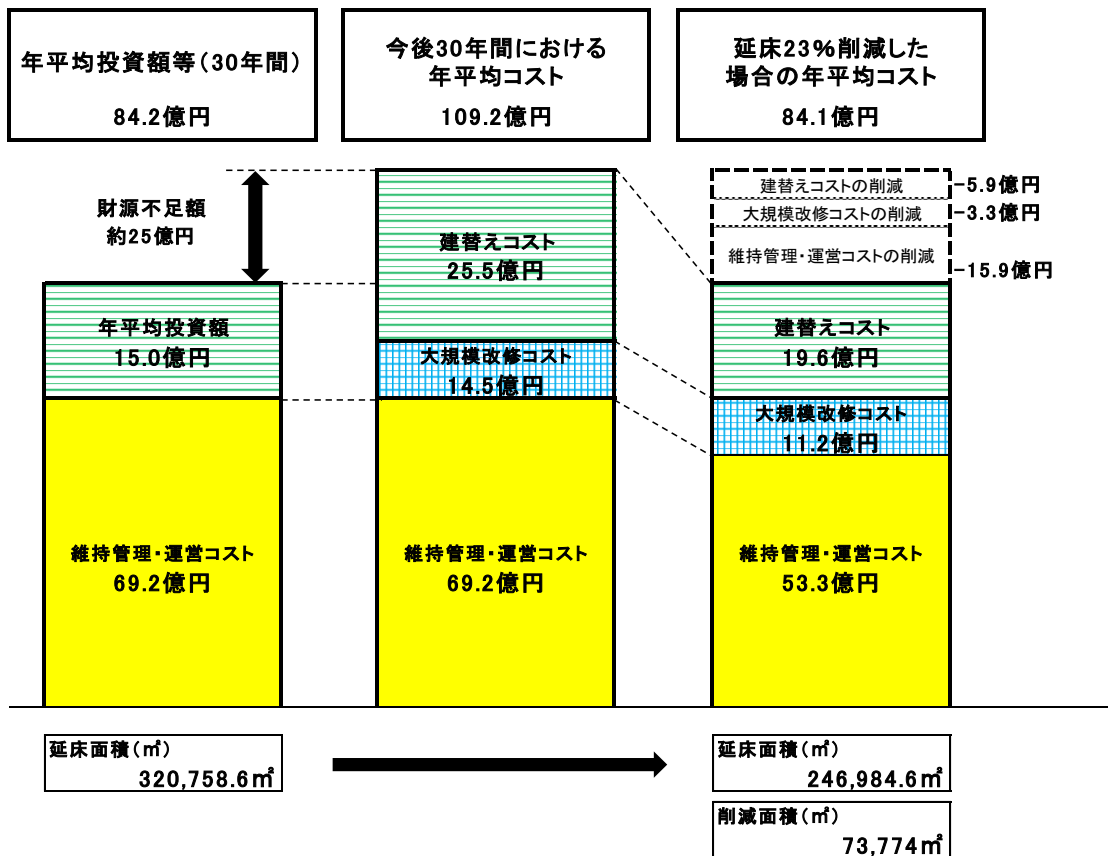 年平均投資額等(30年間)
84.2億円
今後30年間における
年平均コスト
109.2億円
延床23%削減した
場合の年平均コスト
84.1億円
財源不足額
約25億円
年平均投資額
15.0億円
維持管理・運営コスト
69.2億円
建替えコスト
25.5億円
大規模改修コスト
14.5億円
維持管理・運営コスト
69.2億円
建替えコストの削減
-5.9億円
大規模改修コストの削減
-3.3億円
維持管理・運営コストの削減
-15.9億円
建替えコスト
19.6億円
大規模改修コスト
11.2億円
維持管理・運営コスト
53.3億円
延床面積(㎡)
320,758.6㎡
延床面積(㎡)
246,984.6㎡
削減面積(㎡)
73,774㎡